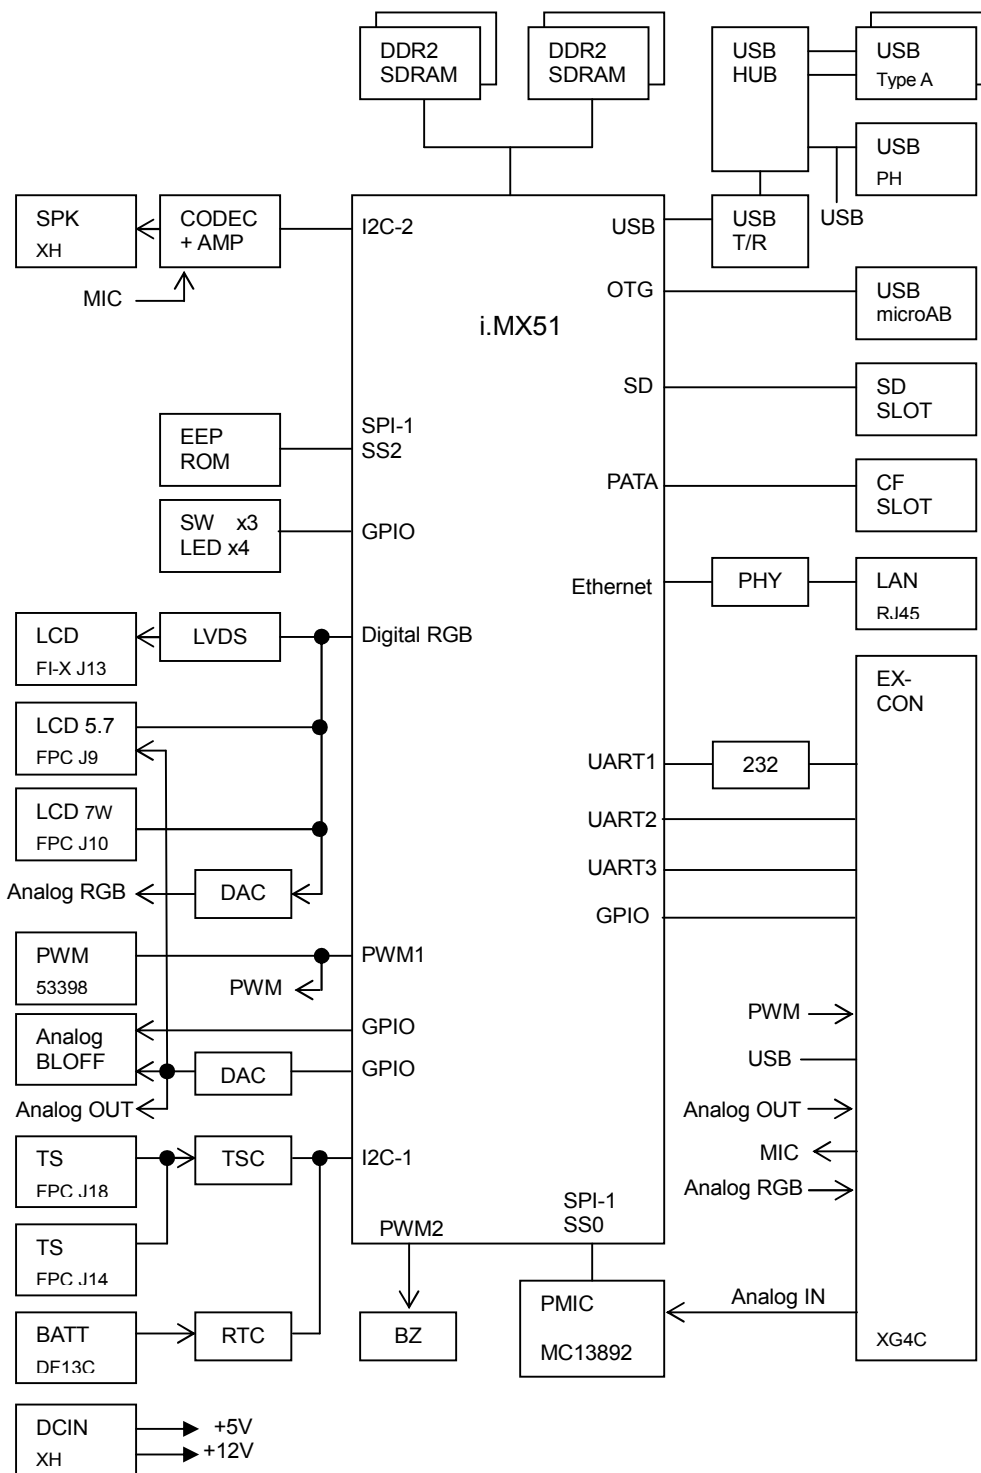 DDR2
SDRAM
DDR2
SDRAM
USB
HUB
USB
Type A
USB
PH
USB
SPK
XH
CODEC
+ AMP
I2C-2
USB
USB
T/R
MIC
OTG
USB
microAB
i.MX51
SD
SD
SLOT
EEP
ROM
SPI-1
SS2
PATA
CF
SLOT
SW x3
LED x4
GPIO
Ethernet
PHY
LAN
RJ45
LCD
FI-X J13
LVDS
Digital RGB
EX-
CON
LCD 5.7
FPC J9
UART1
232
LCD 7W
FPC J10
UART2
UART3
Analog RGB
DAC
GPIO
PWM
53398
PWM1
PWM
Analog
BLOFF
GPIO
DAC
GPIO
Analog OUT
PWM
USB
Analog OUT
MIC
Analog RGB
TS
FPC J18
TSC
I2C-1
SPI-1
SS0
PWM2
TS
FPC J14
BATT
DF13C
RTC
BZ
PMIC
MC13892
Analog IN
XG4C
DCIN
XH
+5V
+12V